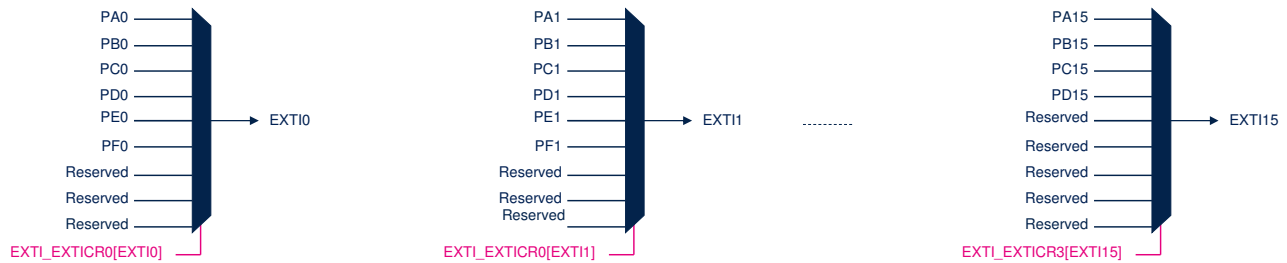 PA0
PB0
PC0
PD0
PE0
PF0
Reserved
Reserved
Reserved
EXTI0
EXTI_EXTICR0[EXTI0]
PA1
PB1
PC1
PD1
PE1
PF1
Reserved
Reserved
Reserved
EXTI1
EXTI_EXTICR0[EXTI1]
PA15
PB15
PC15
PD15
Reserved
Reserved
Reserved
Reserved
Reserved
EXTI15
EXTI_EXTICR3[EXTI15]